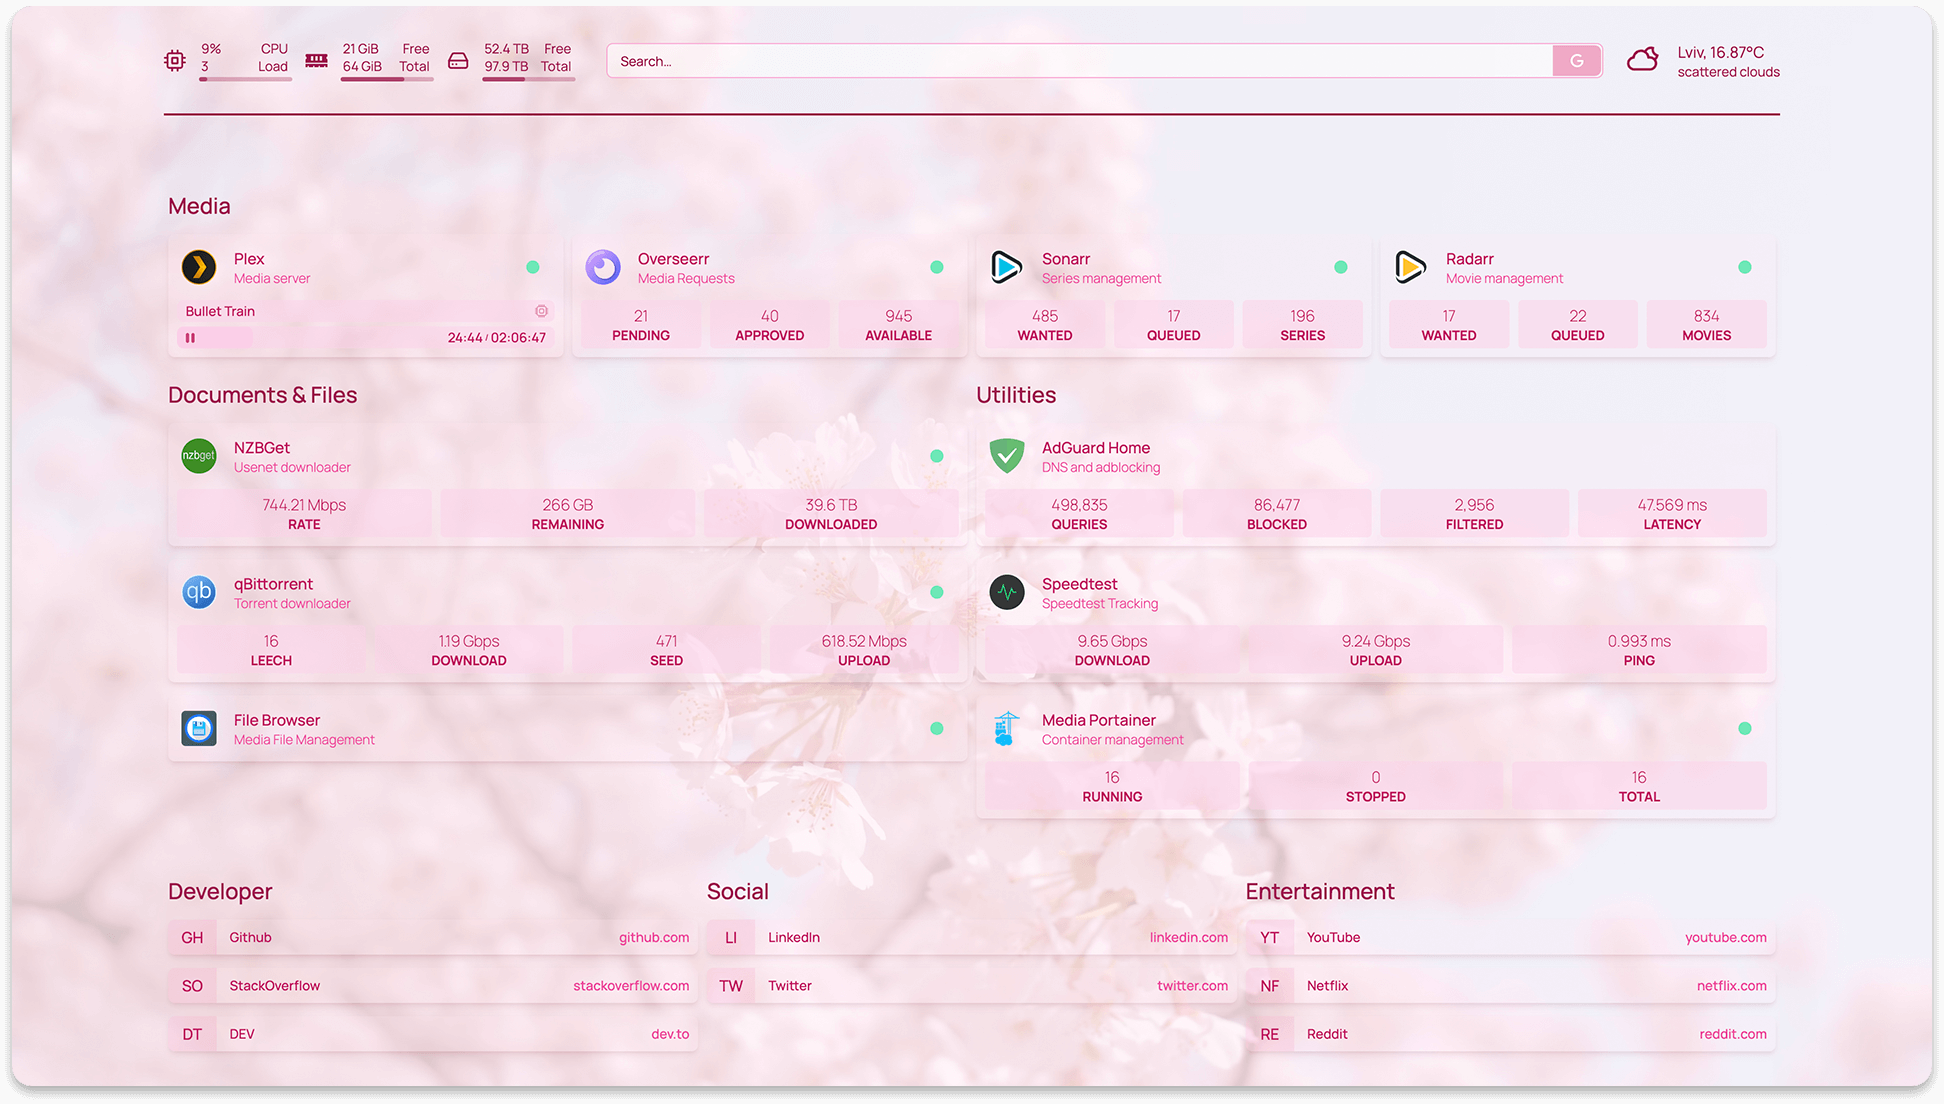 9% CPU
3 Load
21 GiB Free
64 GiB Total
52.4 TB Free
97.9 TB Total
Search...
G
Lviv, 16.87°C
scattered clouds
Media
Plex
Media server
Bullet Train
24:44 / 02:06:47
Overseerr
Media Requests
21 40 945
PENDING APPROVED AVAILABLE
Sonarr
Series management
485 17 196
WANTED QUEUED SERIES
Radarr
Movie management
17 22 834
WANTED QUEUED MOVIES
Documents & Files
nzbget
NZBGet
Usenet downloader
744.21 Mbps 266 GB 39.6 TB
RATE REMAINING DOWNLOADED
qb
qBittorrent
Torrent downloader
16 1.19 Gbps 471 618.52 Mbps
LEECH DOWNLOAD SEED UPLOAD
File Browser
Media File Management
Utilities
AdGuard Home
DNS and adblocking
498,835 86,477 2,956 47.569 ms
QUERIES BLOCKED FILTERED LATENCY
Speedtest
Speedtest Tracking
9.65 Gbps 9.24 Gbps 0.993 ms
DOWNLOAD UPLOAD PING
Media Portainer
Container management
16 0 16
RUNNING STOPPED TOTAL
Developer
GH Github github.com
SO StackOverflow stackoverflow.com
DT DEV dev.to
Social
LI LinkedIn linkedin.com
TW Twitter twitter.com
Entertainment
YT YouTube youtube.com
NF Netflix netflix.com
RE Reddit reddit.com